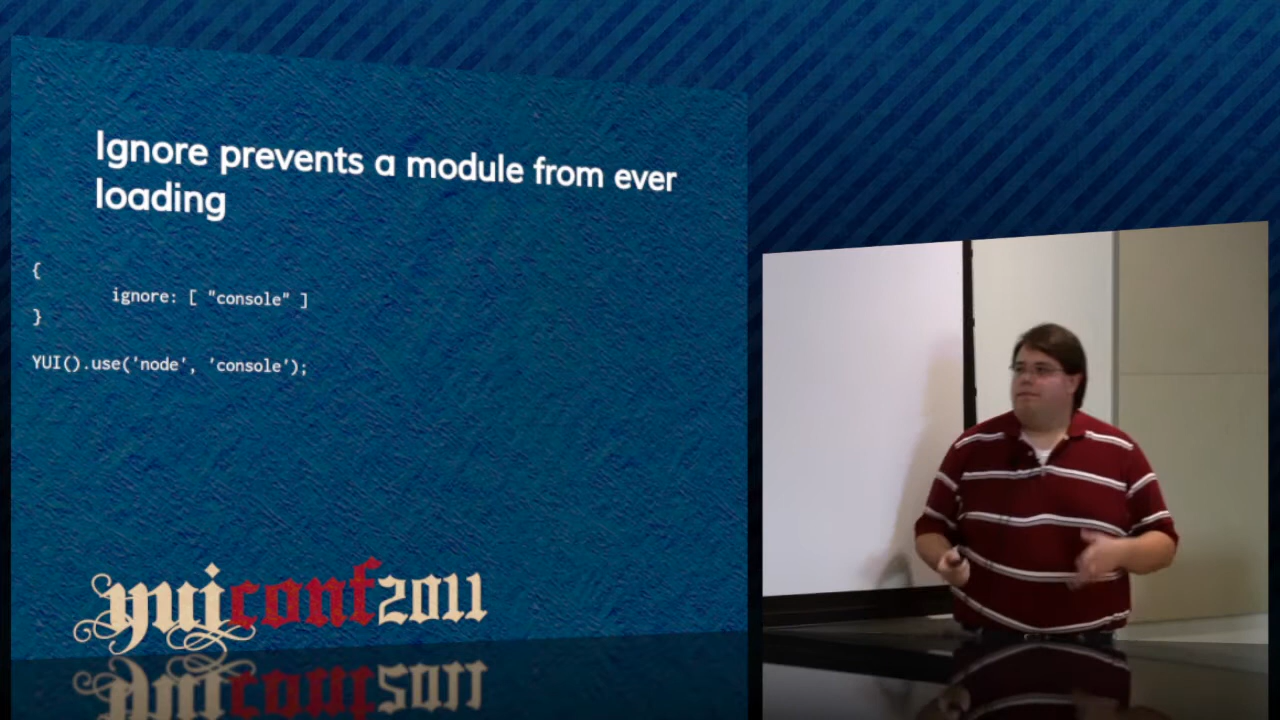 Ignore prevents a module from ever
loading
{
ignore: [ "console" ]
}
YUI().use('node', 'console');
yuiconf2011